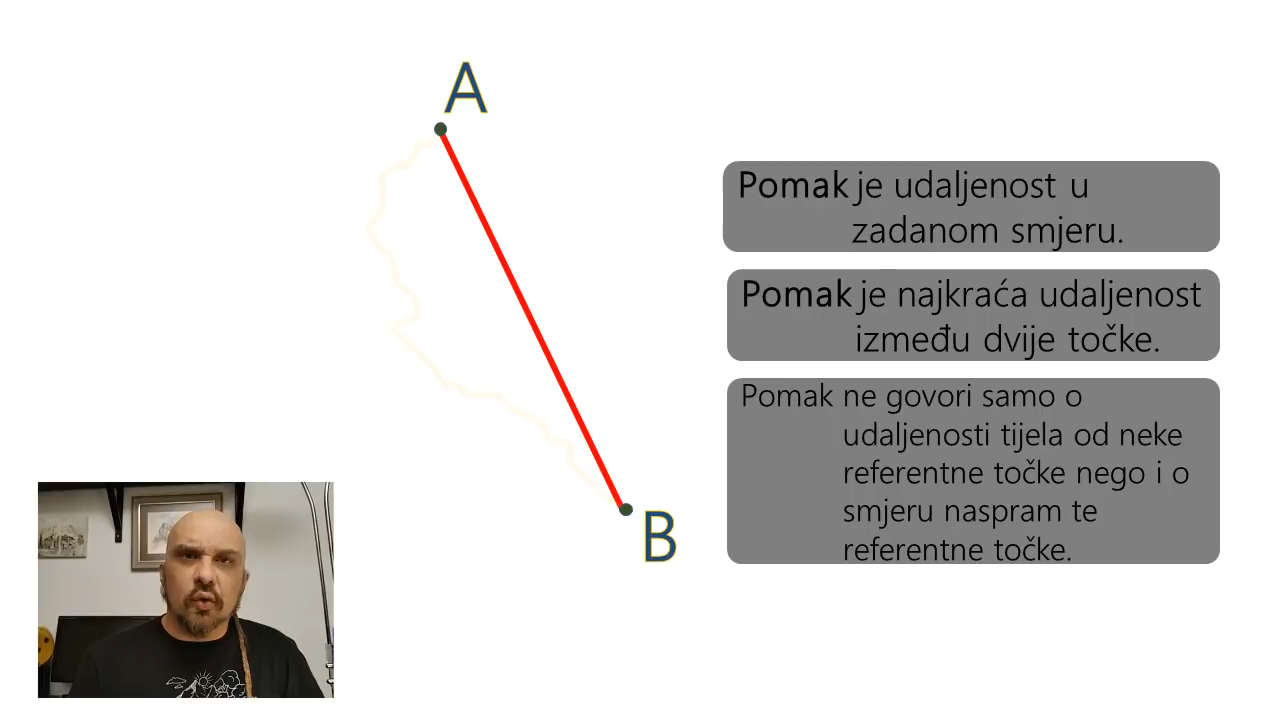 A
B
Pomak je udaljenost u
zadanom smjeru.
Pomak je najkraća udaljenost
između dvije točke.
Pomak ne govori samo o
udaljenosti tijela od neke
referentne točke nego i o
smjeru naspram te
referentne točke.